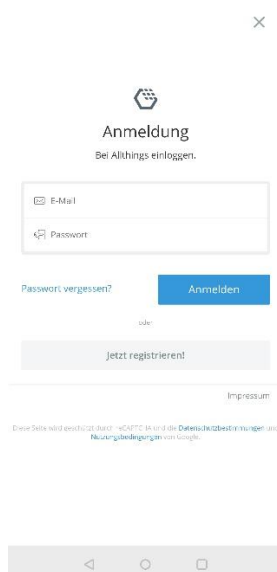 Anmeldung
Bei Allthings einloggen.
E-Mail
Passwort
Passwort vergessen?
Anmelden
oder
Jetzt registrieren!
Impressum
Diese Seite wird geschützt durch reCAPTCHA und die Datenschutzbestimmungen und
Nutzungsbedingungen von Google.